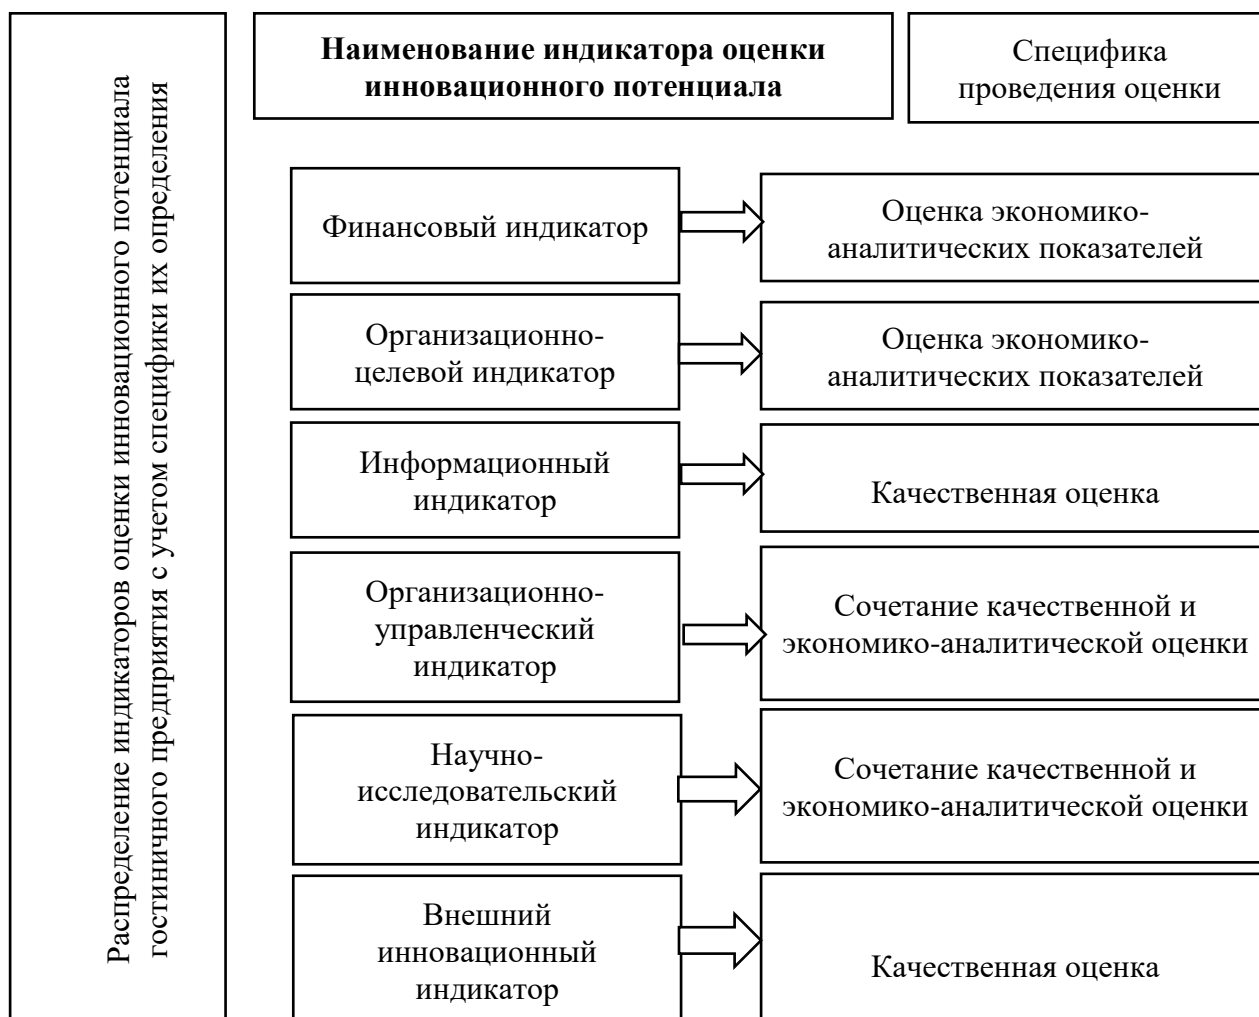 Распределение индикаторов оценки инновационного потенциала
гостиничного предприятия с учетом специфики их определения
Наименование индикатора оценки
инновационного потенциала
Специфика
проведения оценки
Финансовый индикатор
Оценка экономико-
аналитических показателей
Организационно-
целевой индикатор
Оценка экономико-
аналитических показателей
Информационный
индикатор
Качественная оценка
Организационно-
управленческий
индикатор
Сочетание качественной и
экономико-аналитической оценки
Научно-
исследовательский
индикатор
Сочетание качественной и
экономико-аналитической оценки
Внешний
инновационный
индикатор
Качественная оценка